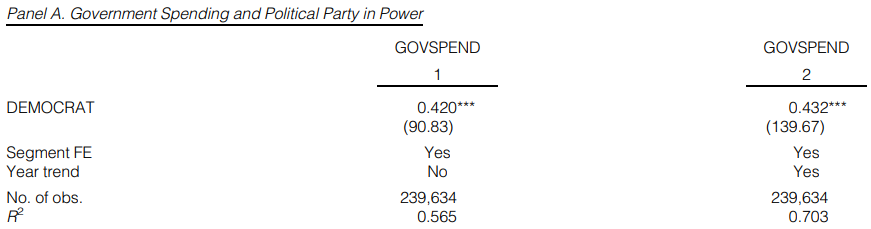 Panel A. Government Spending and Political Party in Power
GOVSPEND GOVSPEND
1 2
DEMOCRAT 0.420*** 0.432***
(90.83) (139.67)
Segment FE Yes Yes
Year trend No Yes
No. of obs. 239,634 239,634
R² 0.565 0.703